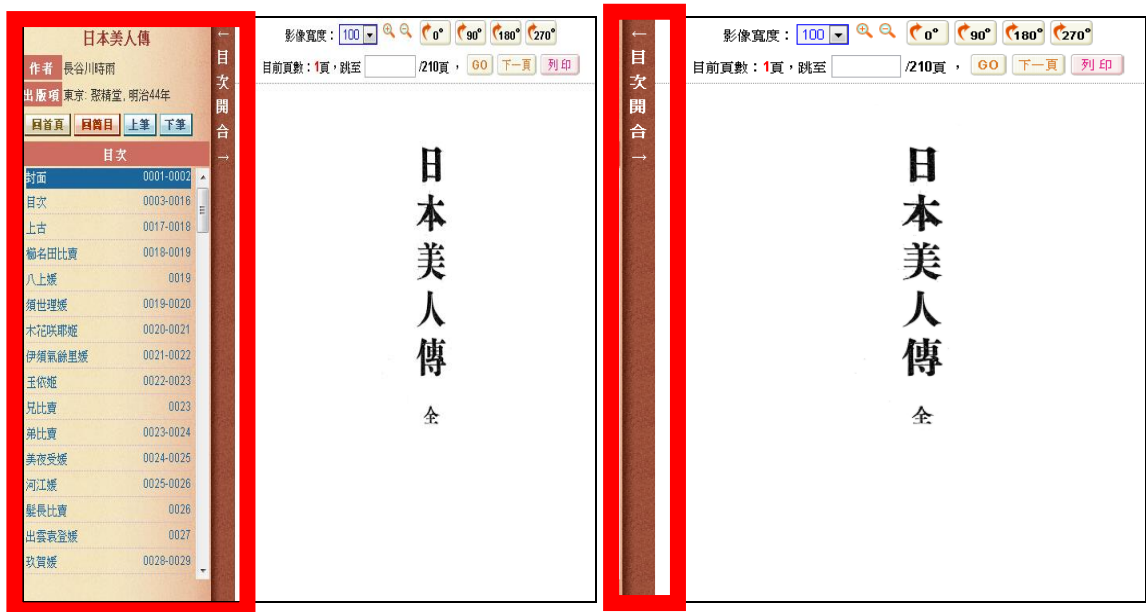 日本美人傳
作者 長谷川時雨
出版項 東京: 聚精堂, 明治44年
回首頁 回篇目 上筆 下筆
目次
封面 0001-0002
目次 0003-0016
上古 0017-0018
櫛名田比賣 0018-0019
八上媛 0019
須世理媛 0019-0020
木花咲耶姬 0020-0021
伊須氣餘里媛 0021-0022
玉依姬 0022-0023
兄比賣 0023
弟比賣 0023-0024
美夜受媛 0024-0025
河江媛 0025-0026
髮長比賣 0026
出雲袁登媛 0027
玖賀媛 0028-0029
←目次開合→
影像寬度：100 0° 90° 180° 270°
目前頁數：1頁，跳至 /210頁， GO 下一頁 列印
日本美人傳
全
←目次開合→
影像寬度：100 0° 90° 180° 270°
目前頁數：1頁，跳至 /210頁， GO 下一頁 列印
日本美人傳
全